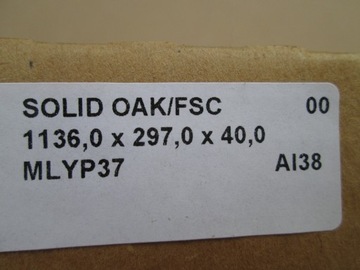 SOLID OAK/FSC 00
1136,0 x 297,0 x 40,0
MLYP37 AI38